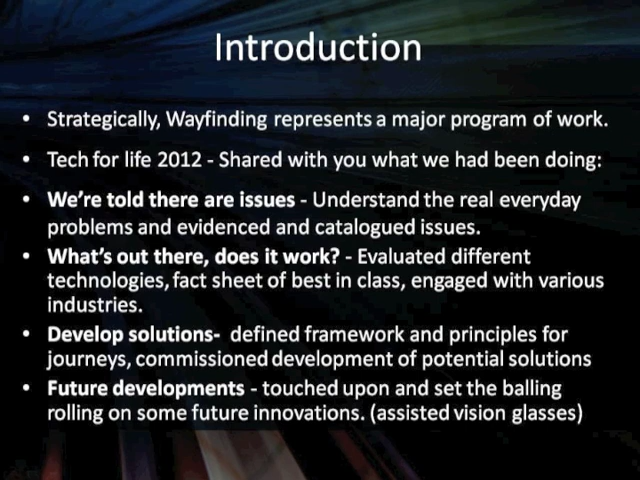 Introduction
• Strategically, Wayfinding represents a major program of work.
• Tech for life 2012 - Shared with you what we had been doing:
• We're told there are issues - Understand the real everyday
problems and evidenced and catalogued issues.
• What's out there, does it work? - Evaluated different
technologies, fact sheet of best in class, engaged with various
industries.
• Develop solutions- defined framework and principles for
journeys, commissioned development of potential solutions
• Future developments - touched upon and set the balling
rolling on some future innovations. (assisted vision glasses)